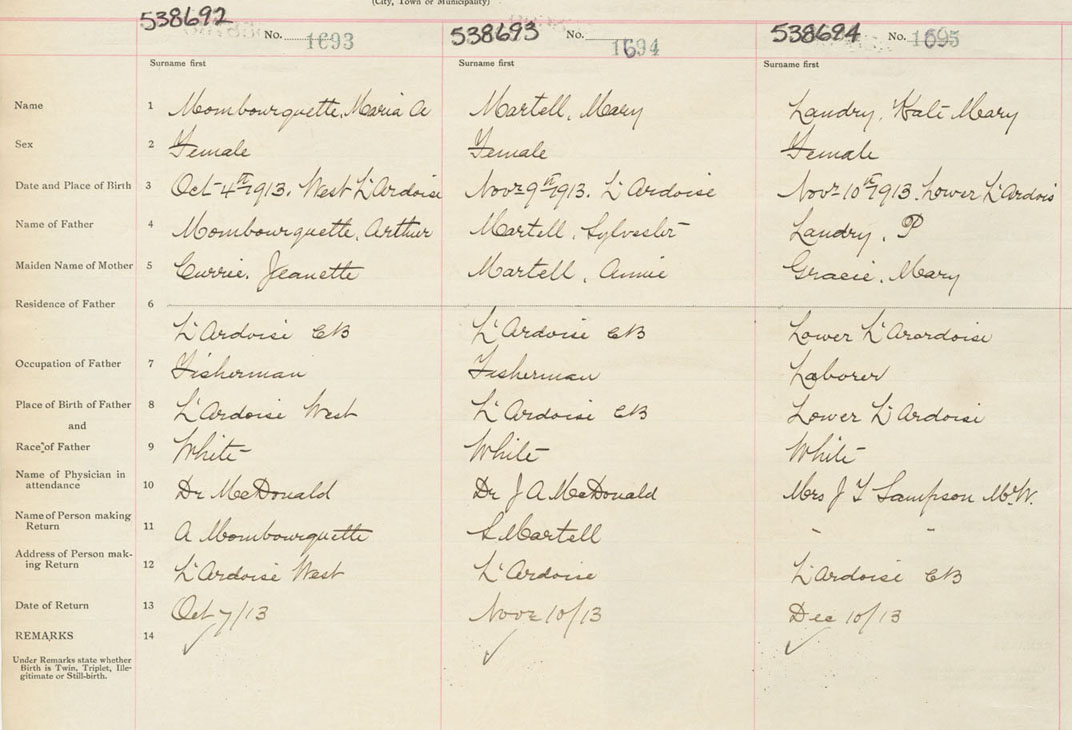 (City, Town or Municipality)
538692 No. 1693 538693 No. 1694 538694 No. 1695
Surname first Surname first Surname first
Name 1 Mombourquette, Maria A Martell, Mary Landry, Kate Mary
Sex 2 Female Female Female
Date and Place of Birth 3 Oct 4th 1913. West L'Ardoise Novr 9th 1913. L'Ardoise Novr 10th 1913. Lower L'Ardois
Name of Father 4 Mombourquette, Arthur Martell, Sylvester Landry, P
Maiden Name of Mother 5 Currie, Jeanette Martell, Annie Gracie, Mary
Residence of Father 6
L'Ardoise CB L'Ardoise CB Lower L'Arardoise
Occupation of Father 7 Fisherman Fisherman Laborer
Place of Birth of Father 8 L'Ardoise West L'Ardoise CB Lower L'Ardoise
and
Race of Father 9 White White White
Name of Physician in
attendance 10 Dr McDonald Dr J A McDonald Mrs J L Sampson M.W.
Name of Person making
Return 11 A Mombourquette S Martell " "
Address of Person mak-
ing Return 12 L'Ardoise West L'Ardoise L'Ardoise CB
Date of Return 13 Oct 7/13 Novr 10/13 Dec 10/13
REMARKS 14 ✓ ✓ ✓
Under Remarks state whether
Birth is Twin, Triplet, Ille-
gitimate or Still-birth.